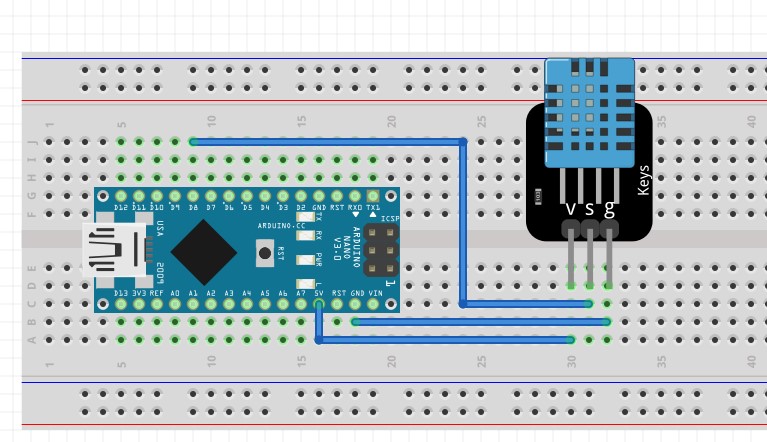 1 5 10 15 20 25 30 35 40
J
I
H
G
F
D12 D11 D10 D9 D8 D7 D6 D5 D4 D3 D2 GND RST RX0 TX1
TX
RX
PWR
L
USA
2009
ARDUINO.CC
RST
ARDUINO
NANO
V3.0
ICSP
1
D13 3V3 REF A0 A1 A2 A3 A4 A5 A6 A7 5V RST GND VIN
v s g
Keys
E
D
C
B
A
1 5 10 15 20 25 30 35 40